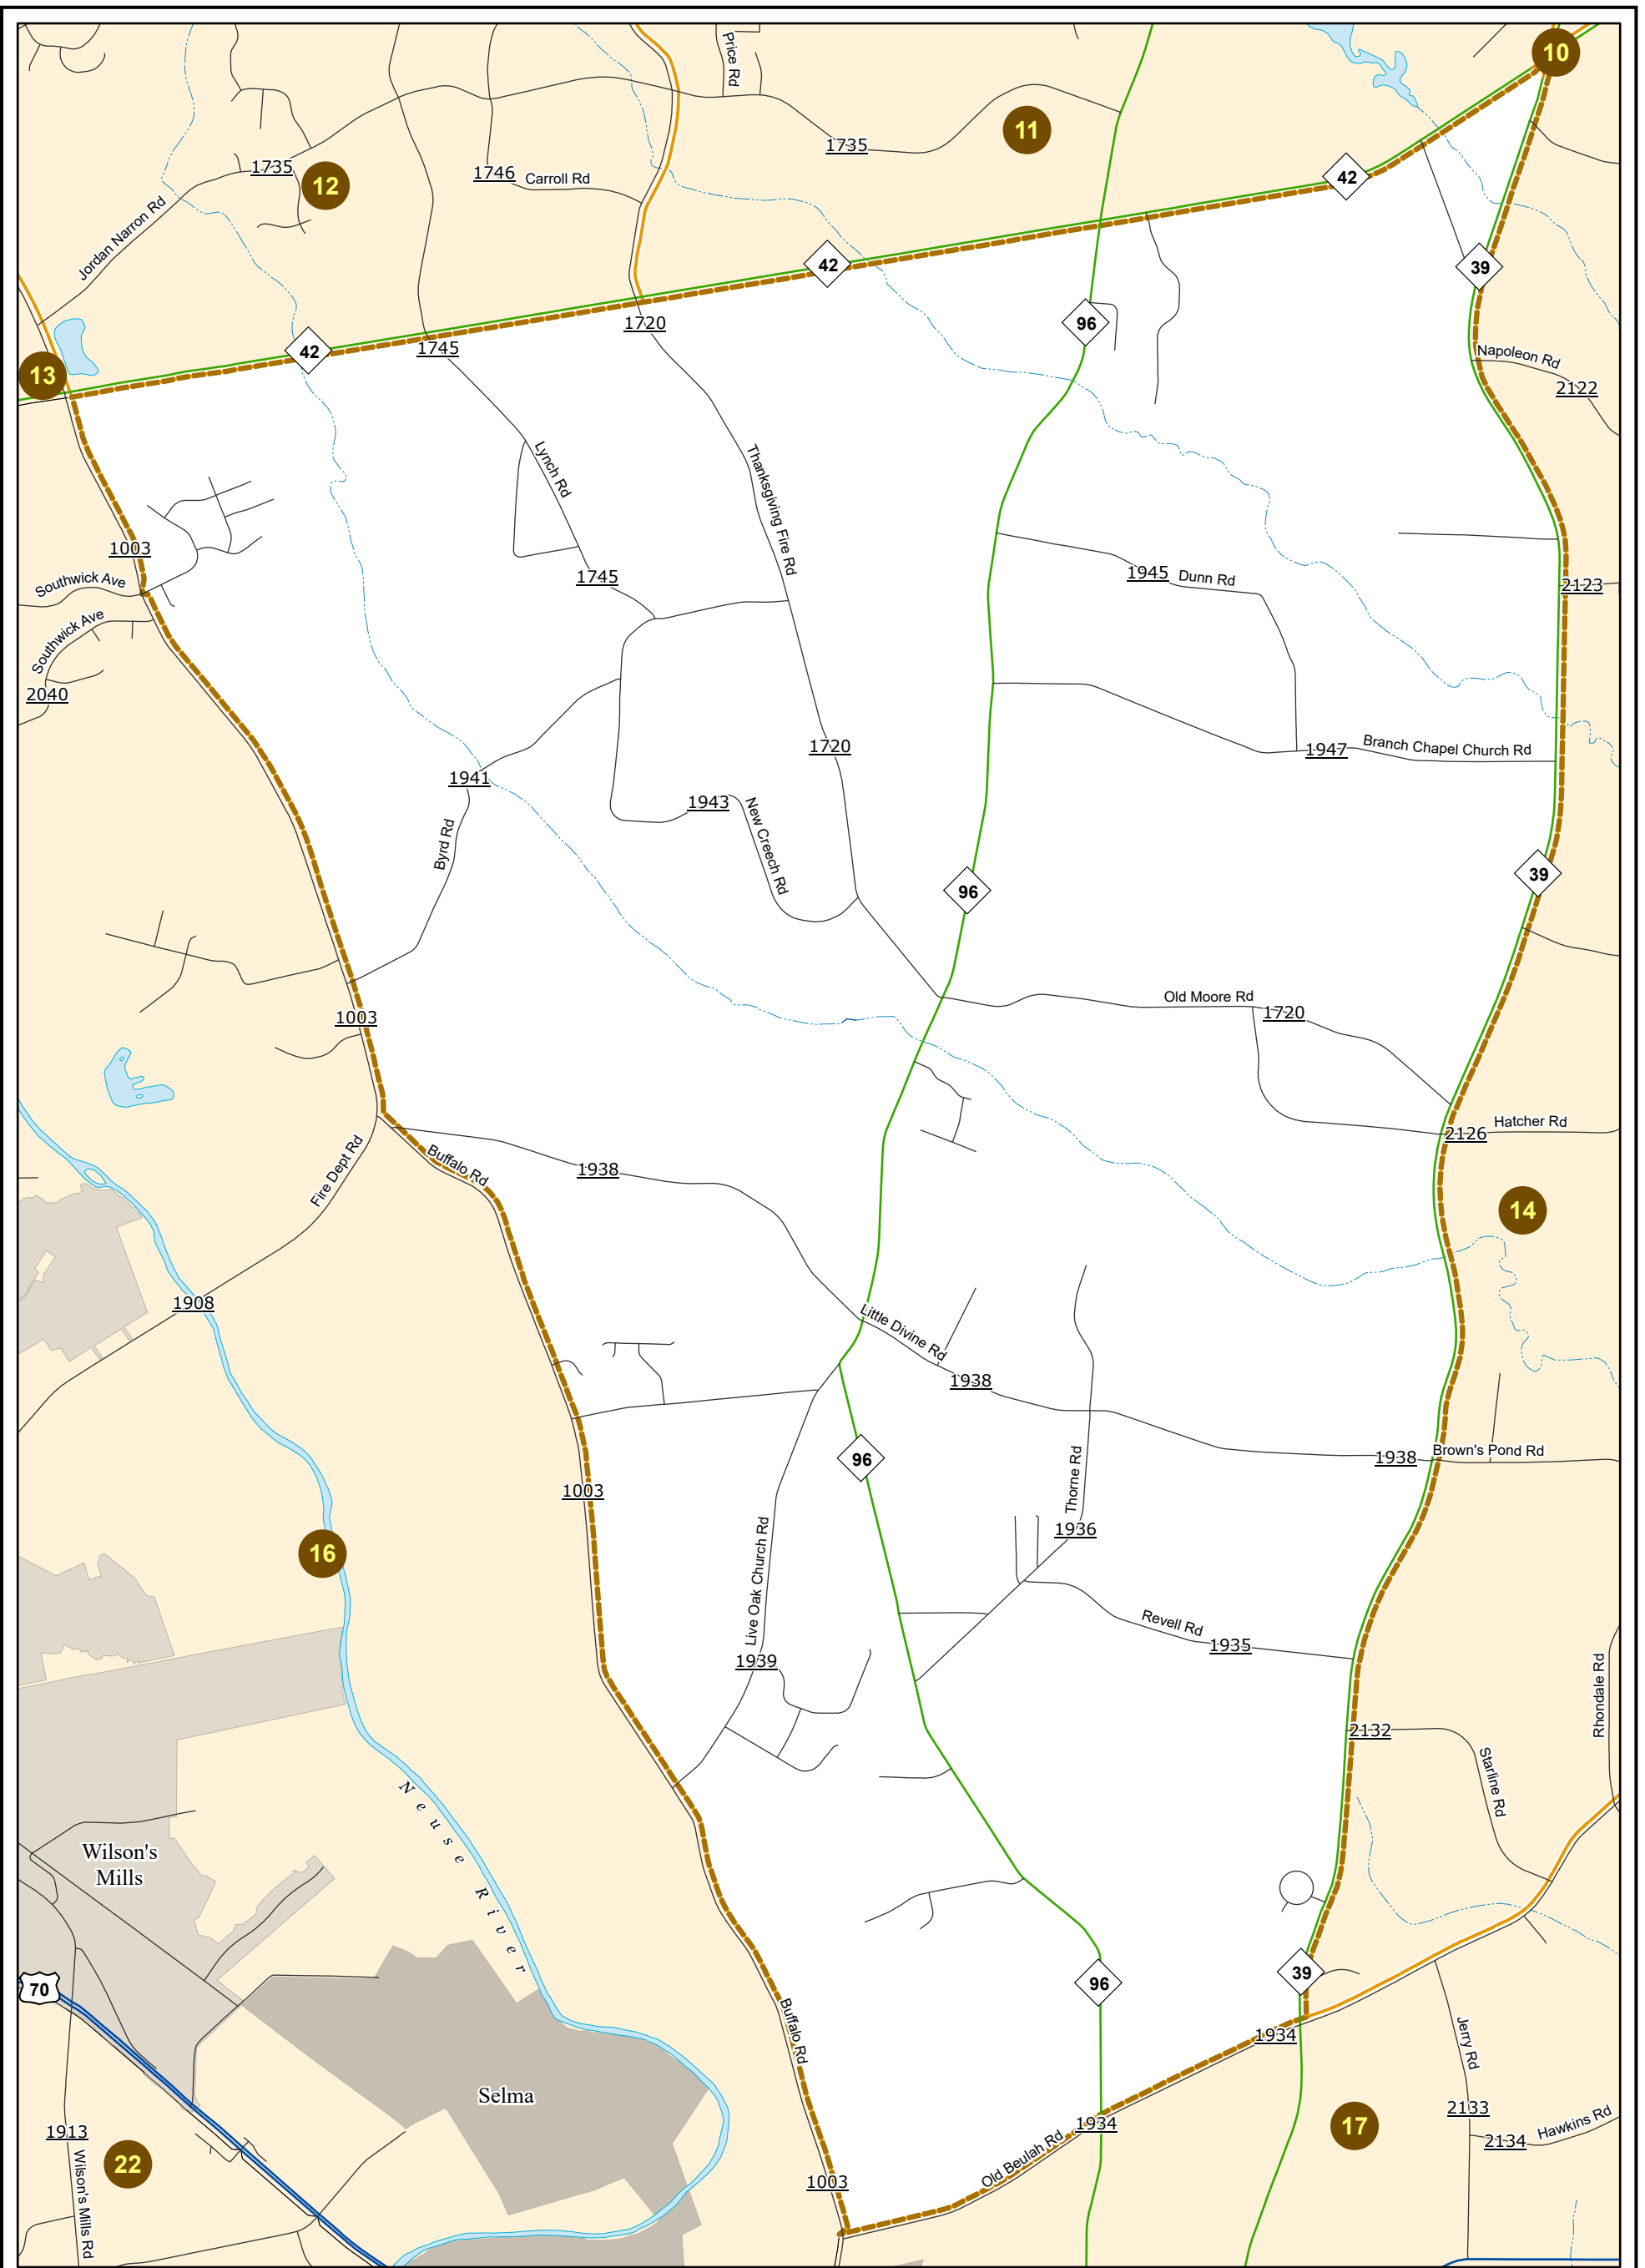 10
Price Rd
11
1735
1735
12
1746
Carroll Rd
42
Jordan Narron Rd
42
39
1720
96
42
1745
13
Napoleon Rd
2122
Lynch Rd
Thanksgiving Fire Rd
1003
Southwick Ave
1745
1945
Dunn Rd
2123
Southwick Ave
2040
1720
1947
Branch Chapel Church Rd
1941
1943
New Creech Rd
Byrd Rd
96
39
Old Moore Rd
1720
1003
2126
Hatcher Rd
Fire Dept Rd
Buffalo Rd
1938
14
1908
Little Divine Rd
1938
96
1938
Brown's Pond Rd
Thorne Rd
1003
1936
16
Live Oak Church Rd
Revell Rd
1935
1939
Rhondale Rd
2132
Starline Rd
Neuse River
Wilson's
Mills
70
96
39
Buffalo Rd
1934
Jerry Rd
Selma
1934
2133
17
Hawkins Rd
1913
2134
22
Old Beulah Rd
Wilson's Mills Rd
1003